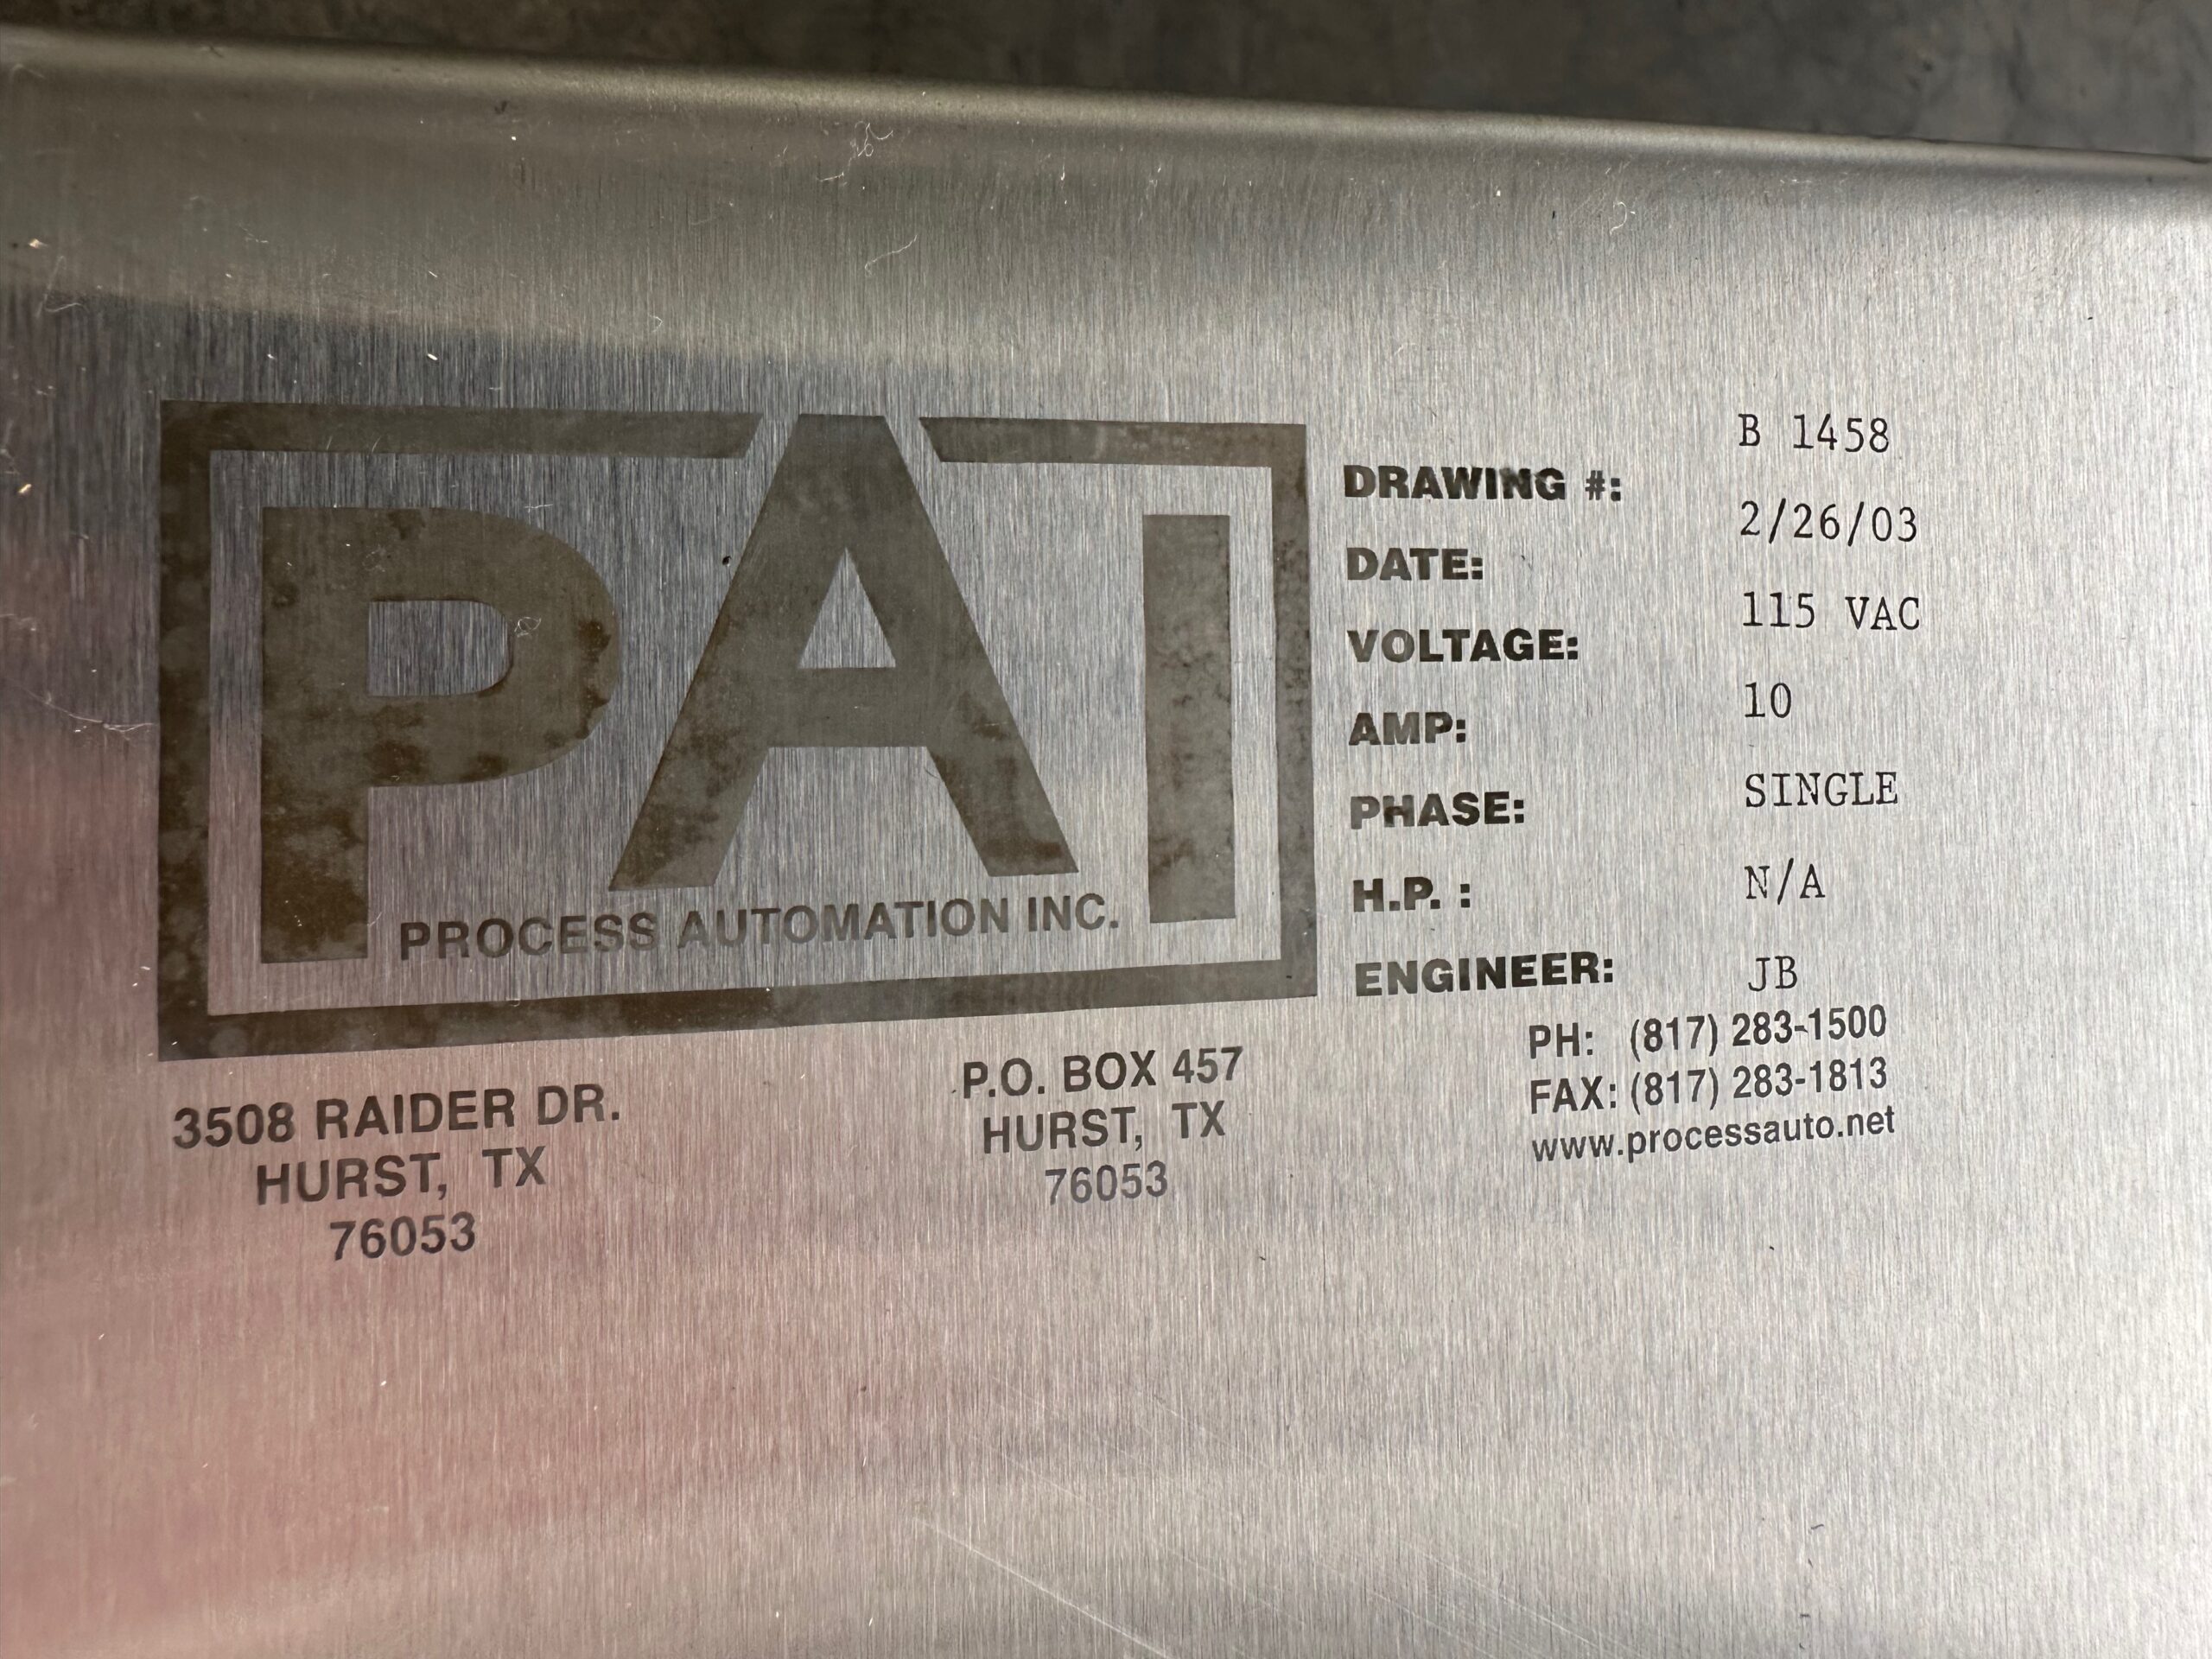 PAI
PROCESS AUTOMATION INC.
DRAWING #: B 1458
DATE: 2/26/03
VOLTAGE: 115 VAC
AMP: 10
PHASE: SINGLE
H.P. : N/A
ENGINEER: JB
3508 RAIDER DR.
HURST, TX
76053
P.O. BOX 457
HURST, TX
76053
PH: (817) 283-1500
FAX: (817) 283-1813
www.processauto.net